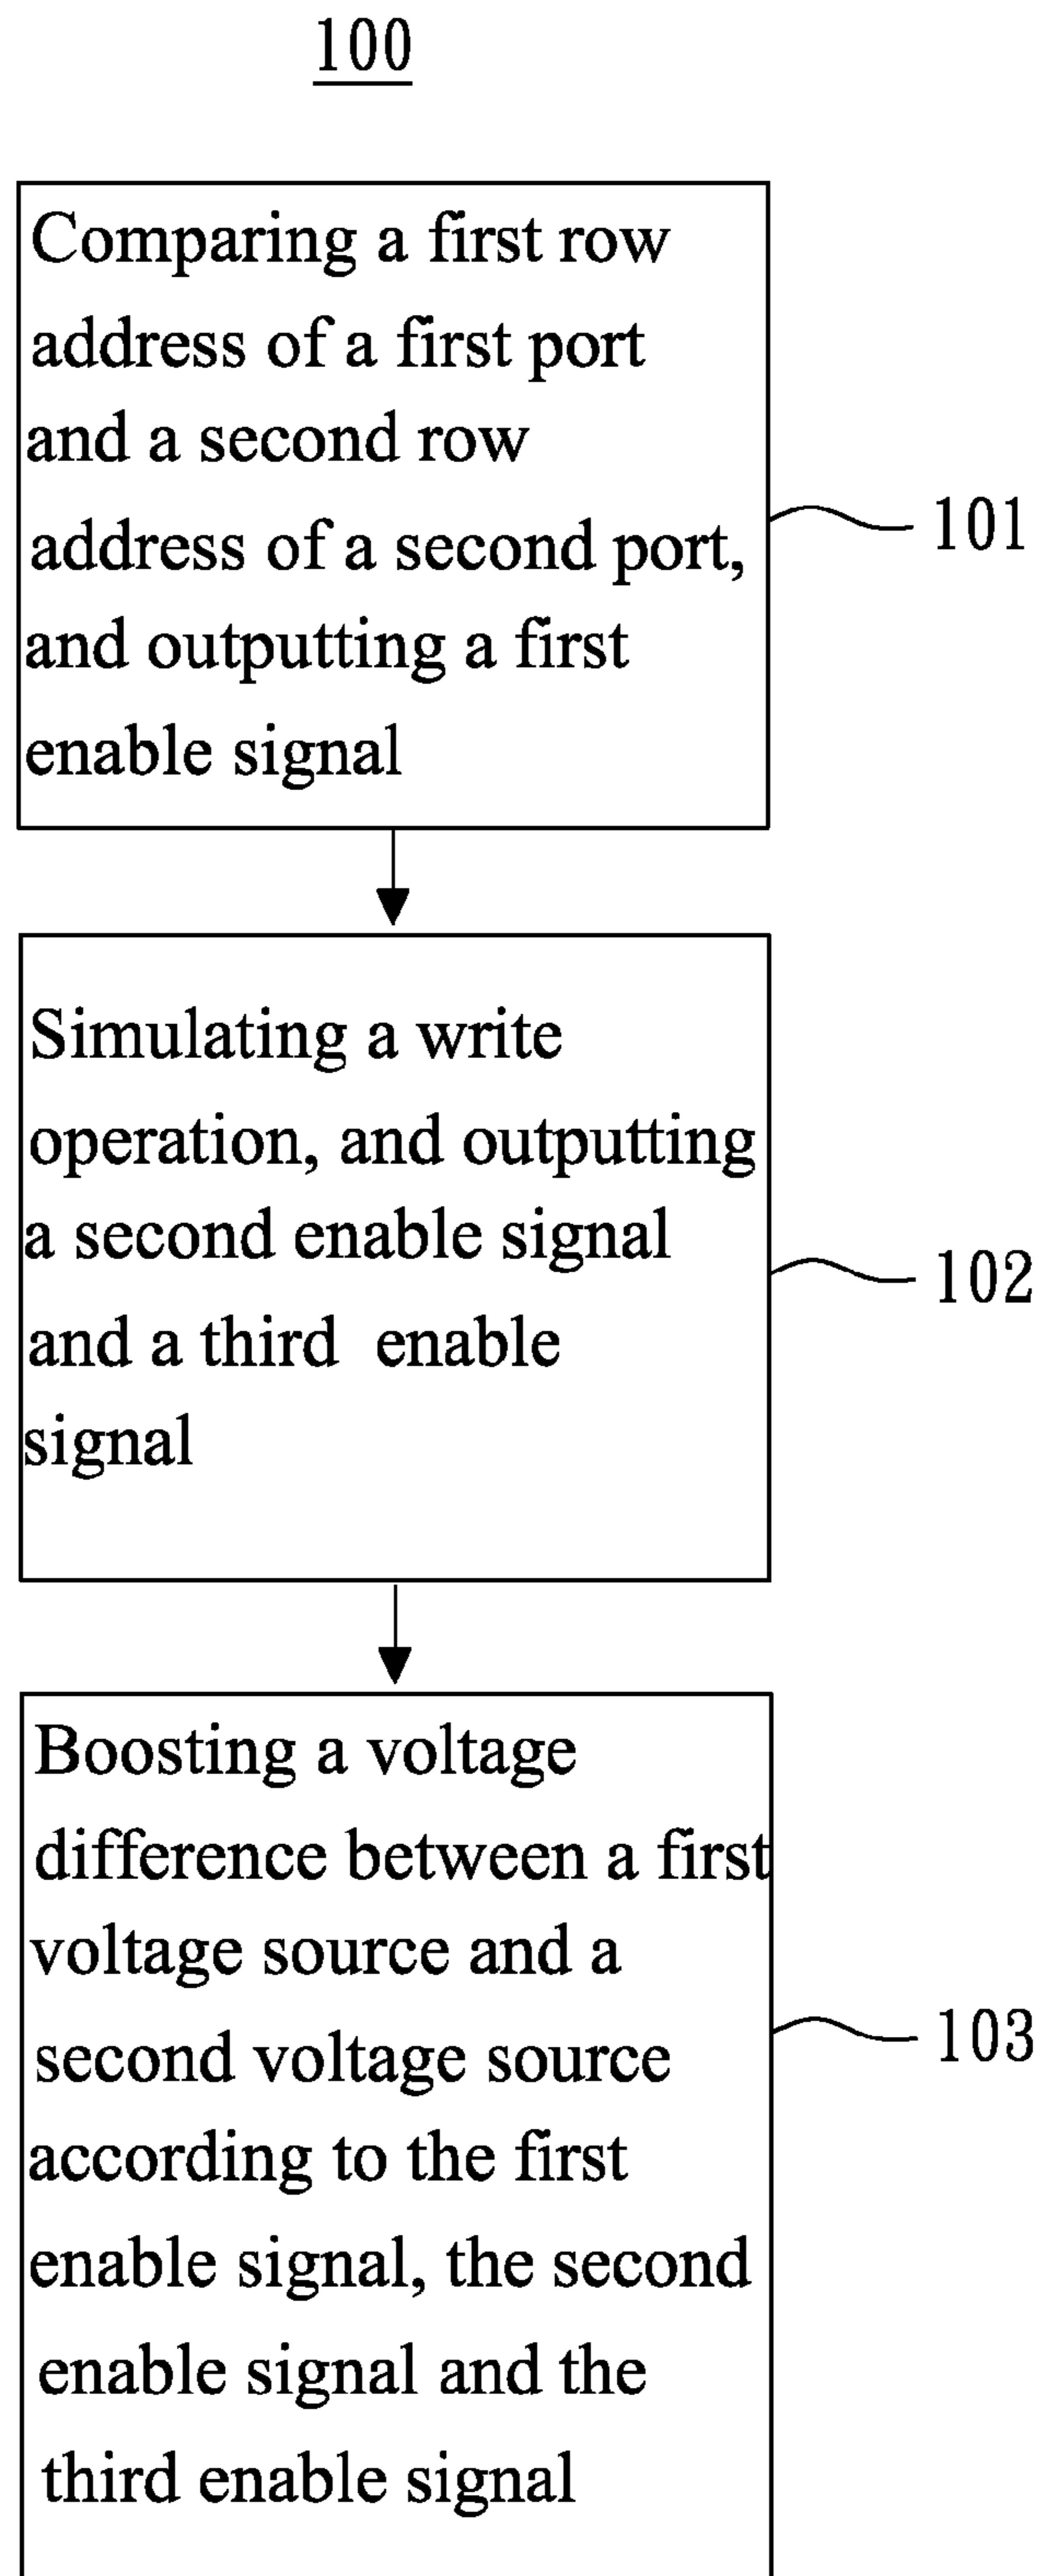 100
Comparing a first row
address of a first port
and a second row
address of a second port,
and outputting a first
enable signal
101
Simulating a write
operation, and outputting
a second enable signal
and a third enable
signal
102
Boosting a voltage
difference between a first
voltage source and a
second voltage source
according to the first
enable signal, the second
enable signal and the
third enable signal
103